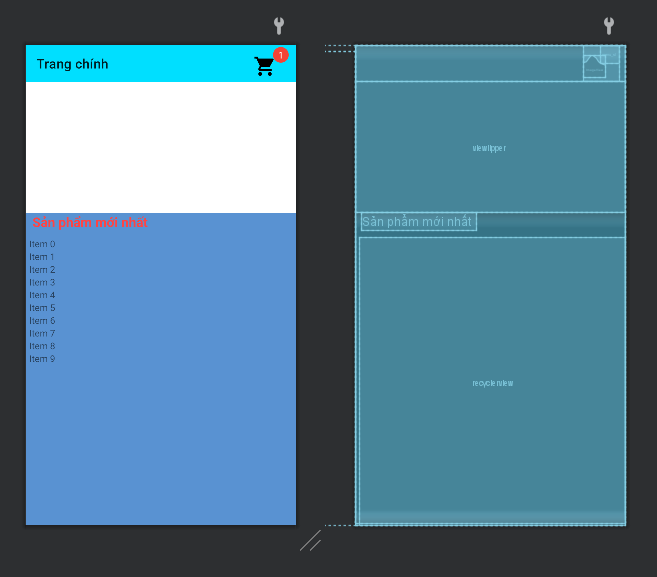 Trang chính
1
viewflipper
Sản phẩm mới nhất
Sản phẩm mới nhất
Item 0
Item 1
Item 2
Item 3
Item 4
Item 5
Item 6
Item 7
Item 8
Item 9
recyclerview